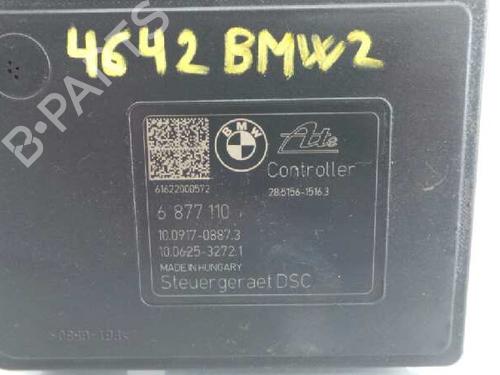 4642 BMW2
BMW
Ate
Controller
61622000572
28.5156-1516.3
6 877 110
10.0917-0887.3
10.0625-3272.1
MADE IN HUNGARY
Steuergeraet DSC
B-PARTS